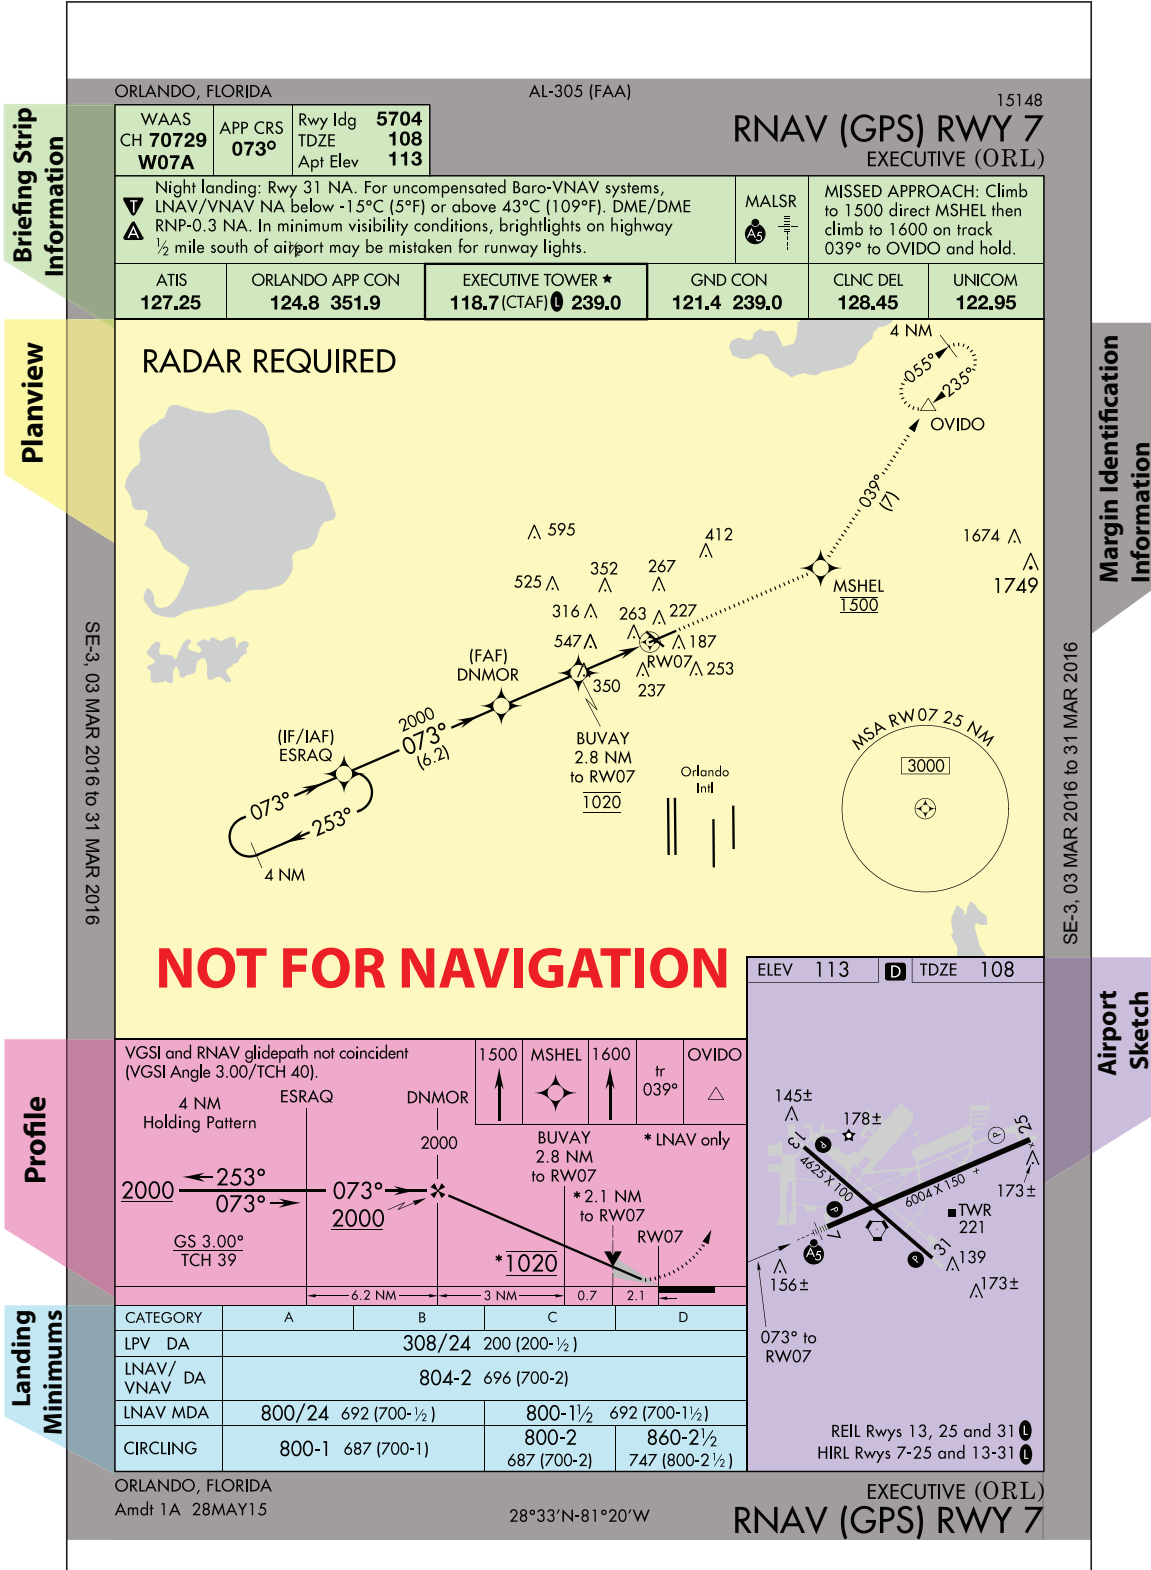 ORLANDO, FLORIDA
AL-305 (FAA)
15148
RNAV (GPS) RWY 7
EXECUTIVE (ORL)
Briefing Strip
Information
WAAS
CH 70729
W07A
APP CRS
073°
Rwy ldg 5704
TDZE 108
Apt Elev 113
T
A
Night landing: Rwy 31 NA. For uncompensated Baro-VNAV systems,
LNAV/VNAV NA below -15°C (5°F) or above 43°C (109°F). DME/DME
RNP-0.3 NA. In minimum visibility conditions, brightlights on highway
½ mile south of airport may be mistaken for runway lights.
MALSR
A5
MISSED APPROACH: Climb
to 1500 direct MSHEL then
climb to 1600 on track
039° to OVIDO and hold.
ATIS
127.25
ORLANDO APP CON
124.8 351.9
EXECUTIVE TOWER ★
118.7 (CTAF) L 239.0
GND CON
121.4 239.0
CLNC DEL
128.45
UNICOM
122.95
Planview
Margin Identification
Information
RADAR REQUIRED
4 NM
055°
235°
OVIDO
039°
(7)
595
412
1674
1749
525
352
267
MSHEL
1500
316
263
227
547
187
RW07
253
350
237
(FAF)
DNMOR
2000
073°
(6.2)
(IF/IAF)
ESRAQ
BUVAY
2.8 NM
to RW07
1020
073°
253°
4 NM
Orlando
Intl
MSA RW07 25 NM
3000
SE-3, 03 MAR 2016 to 31 MAR 2016
SE-3, 03 MAR 2016 to 31 MAR 2016
NOT FOR NAVIGATION
Airport
Sketch
ELEV 113
D
TDZE 108
145±
178±
13
P
4625 X 100
P
25
6004 X 150
173±
P
TWR
221
7
A5
P
31
139
156±
173±
073° to
RW07
REIL Rwys 13, 25 and 31 L
HIRL Rwys 7-25 and 13-31 L
Profile
VGSI and RNAV glidepath not coincident
(VGSI Angle 3.00/TCH 40).
1500
MSHEL
1600
tr
039°
OVIDO
4 NM
Holding Pattern
ESRAQ
DNMOR
2000
BUVAY
2.8 NM
to RW07
* LNAV only
2000
253°
073°
073°
2000
*2.1 NM
to RW07
RW07
GS 3.00°
TCH 39
*1020
6.2 NM
3 NM
0.7
2.1
Landing
Minimums
CATEGORY A B C D
LPV DA 308/24 200 (200-½)
LNAV/
VNAV DA 804-2 696 (700-2)
LNAV MDA 800/24 692 (700-½) 800-1½ 692 (700-1½)
CIRCLING 800-1 687 (700-1)
800-2
687 (700-2)
860-2½
747 (800-2½)
ORLANDO, FLORIDA
Amdt 1A 28MAY15
28°33'N-81°20'W
EXECUTIVE (ORL)
RNAV (GPS) RWY 7